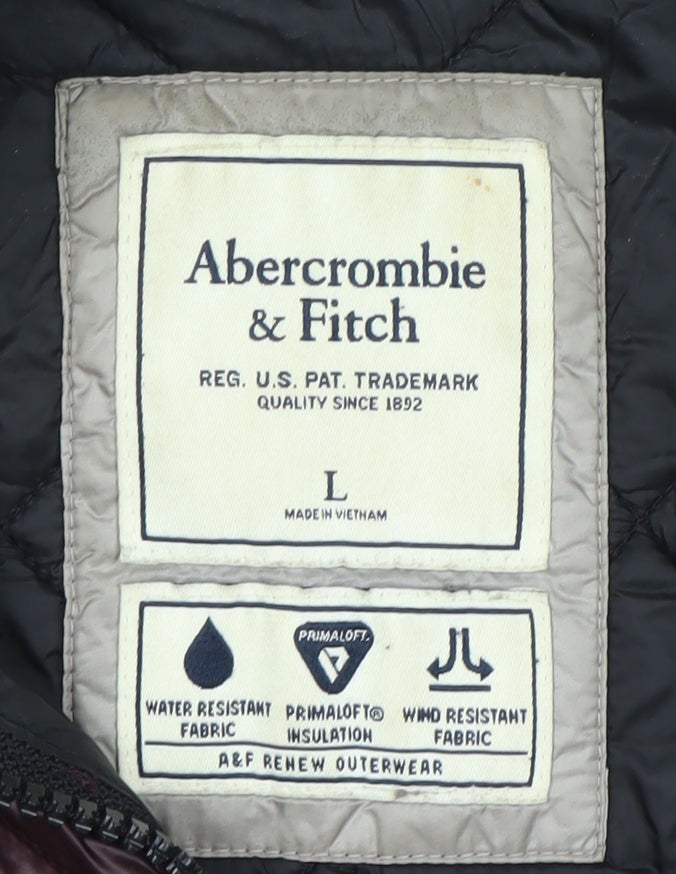 Abercrombie
& Fitch
REG. U.S. PAT. TRADEMARK
QUALITY SINCE 1892
L
MADE IN VIETNAM
PRIMALOFT.
WATER RESISTANT
FABRIC
PRIMALOFT®
INSULATION
WIND RESISTANT
FABRIC
A&F RENEW OUTERWEAR